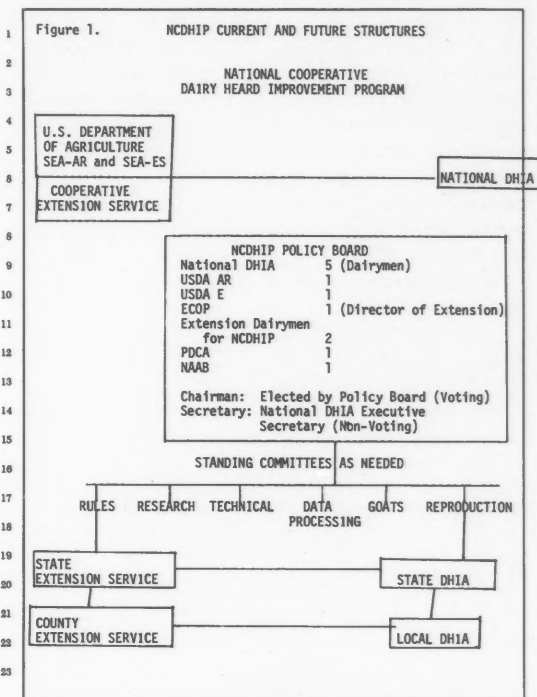 Figure 1. NCDHIP CURRENT AND FUTURE STRUCTURES
NATIONAL COOPERATIVE
DAIRY HEARD IMPROVEMENT PROGRAM
U.S. DEPARTMENT
OF AGRICULTURE
SEA-AR and SEA-ES
COOPERATIVE
EXTENSION SERVICE
NATIONAL DHIA
NCDHIP POLICY BOARD
National DHIA 5 (Dairymen)
USDA AR 1
USDA E 1
ECOP 1 (Director of Extension)
Extension Dairymen
for NCDHIP 2
PDCA 1
NAAB 1
Chairman: Elected by Policy Board (Voting)
Secretary: National DHIA Executive
Secretary (Non-Voting)
STANDING COMMITTEES AS NEEDED
RULES RESEARCH TECHNICAL DATA GOATS REPRODUCTION
PROCESSING
STATE
EXTENSION SERVICE
STATE DHIA
COUNTY
EXTENSION SERVICE
LOCAL DHIA
1
2
3
4
5
6
7
8
9
10
11
12
13
14
15
16
17
18
19
20
21
22
23